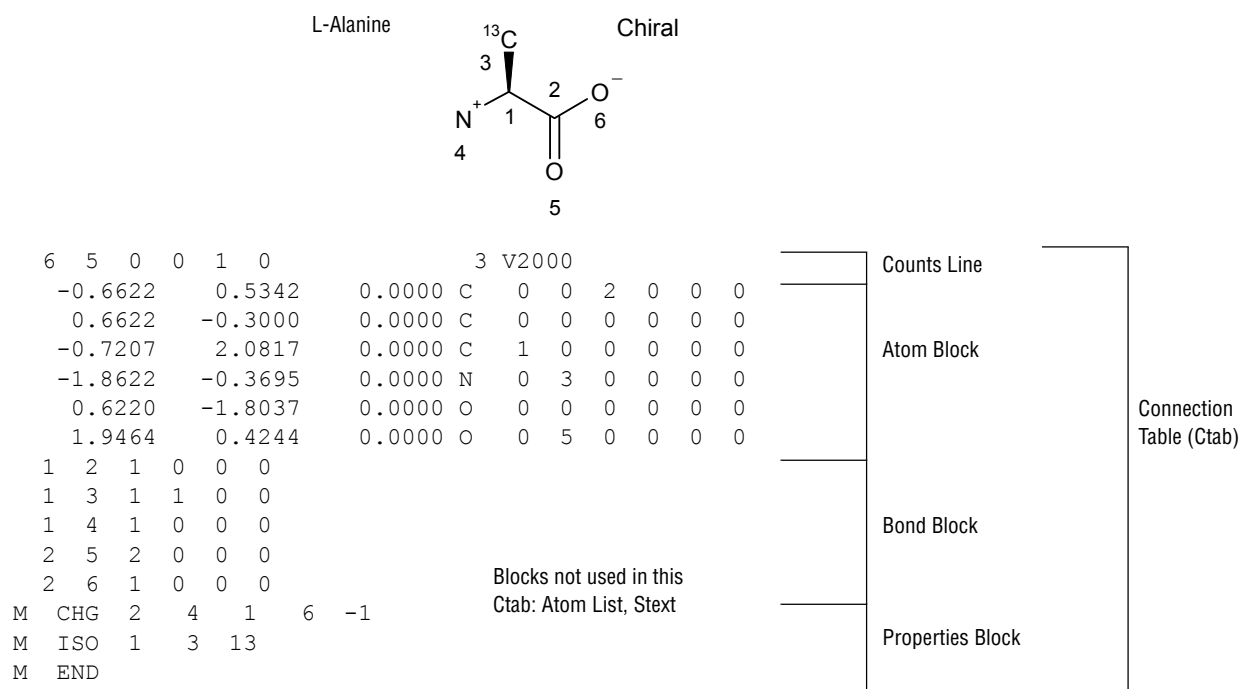 L-Alanine
Chiral
13C
3
2
O−
N+
1
6
4
O
5
6 5 0 0 1 0 3 V2000
-0.6622 0.5342 0.0000 C 0 0 2 0 0 0
0.6622 -0.3000 0.0000 C 0 0 0 0 0 0
-0.7207 2.0817 0.0000 C 1 0 0 0 0 0
-1.8622 -0.3695 0.0000 N 0 3 0 0 0 0
0.6220 -1.8037 0.0000 O 0 0 0 0 0 0
1.9464 0.4244 0.0000 O 0 5 0 0 0 0
1 2 1 0 0 0
1 3 1 1 0 0
1 4 1 0 0 0
2 5 2 0 0 0
2 6 1 0 0 0
M CHG 2 4 1 6 -1
M ISO 1 3 13
M END
Blocks not used in this
Ctab: Atom List, Stext
Counts Line
Atom Block
Bond Block
Properties Block
Connection
Table (Ctab)